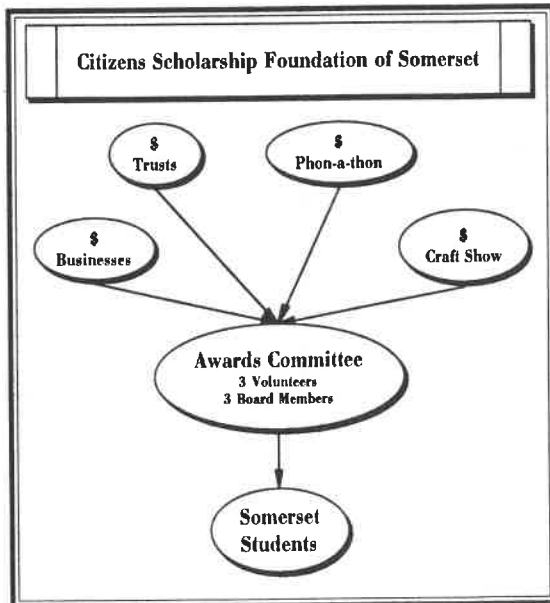 Citizens Scholarship Foundation of Somerset
$
Trusts
$
Phon-a-thon
$
Businesses
$
Craft Show
Awards Committee
3 Volunteers
3 Board Members
Somerset
Students